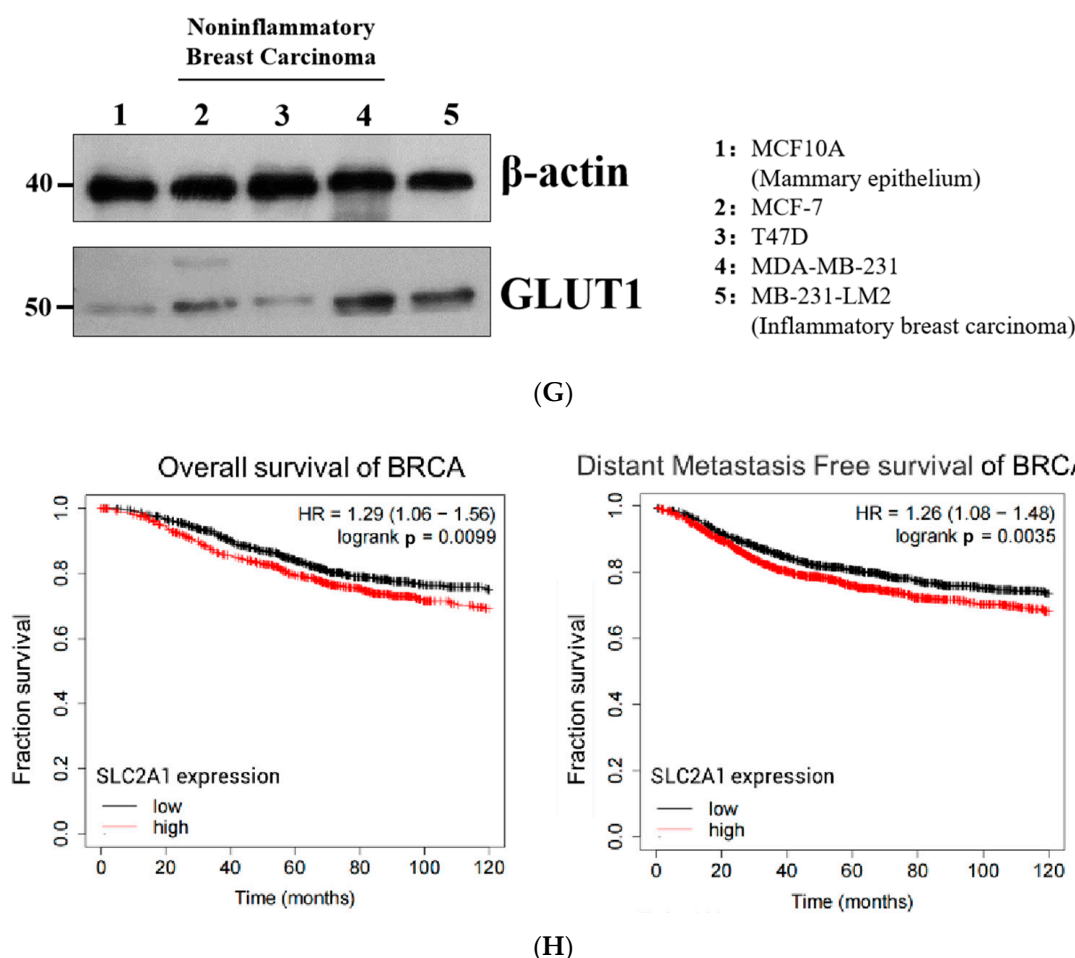 Noninflammatory
Breast Carcinoma
1 2 3 4 5
40
β-actin
50
GLUT1
1: MCF10A
(Mammary epithelium)
2: MCF-7
3: T47D
4: MDA-MB-231
5: MB-231-LM2
(Inflammatory breast carcinoma)
(G)
Overall survival of BRCA
HR = 1.29 (1.06 − 1.56)
logrank p = 0.0099
Fraction survival
1.0
0.8
0.6
0.4
0.2
0.0
SLC2A1 expression
low
high
0 20 40 60 80 100 120
Time (months)
Distant Metastasis Free survival of BRCA
HR = 1.26 (1.08 − 1.48)
logrank p = 0.0035
Fraction survival
1.0
0.8
0.6
0.4
0.2
0.0
SLC2A1 expression
low
high
0 20 40 60 80 100 120
Time (months)
(H)